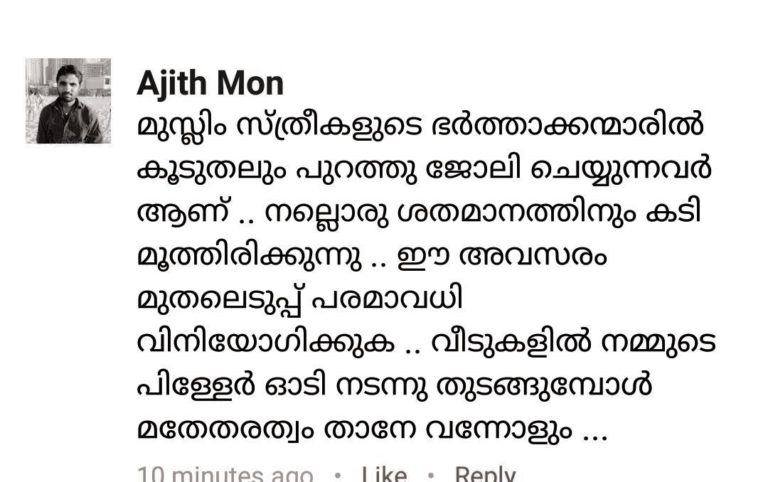 Ajith Mon
മുസ്ലിം സ്ത്രീകളുടെ ഭർത്താക്കന്മാരിൽ
കൂടുതലും പുറത്തു ജോലി ചെയ്യുന്നവർ
ആണ് .. നല്ലൊരു ശതമാനത്തിനും കടി
മൂത്തിരിക്കുന്നു .. ഈ അവസരം
മുതലെടുപ്പ് പരമാവധി
വിനിയോഗിക്കുക .. വീടുകളിൽ നമ്മുടെ
പിള്ളേർ ഓടി നടന്നു തുടങ്ങുമ്പോൾ
മതേതരത്വം താനേ വന്നോളും ...
10 minutes ago • Like • Reply